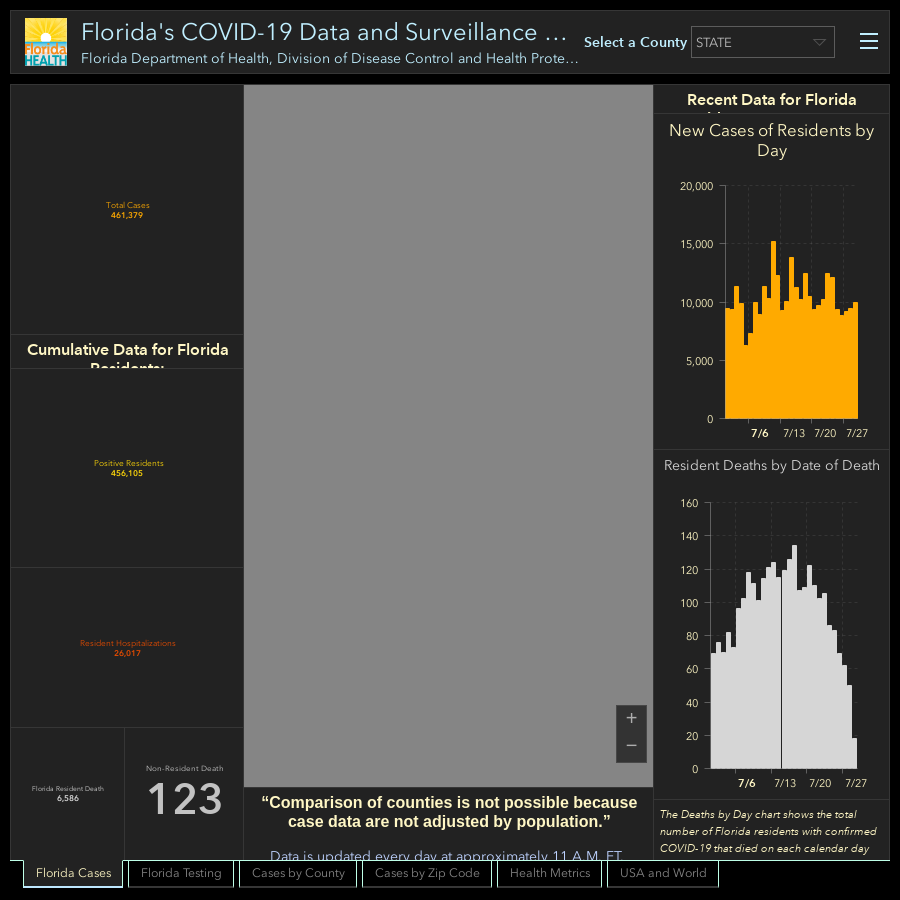 Florida HEALTH
Florida's COVID-19 Data and Surveillance ...
Florida Department of Health, Division of Disease Control and Health Prote...
Select a County STATE
Total Cases
461,379
Cumulative Data for Florida
Residents:
Positive Residents
456,105
Resident Hospitalizations
26,017
Florida Resident Death
6,586
Non-Resident Death
123
+
−
“Comparison of counties is not possible because
case data are not adjusted by population.”
Data is updated every day at approximately 11 A.M. ET.
Recent Data for Florida
New Cases of Residents by
Day
20,000
15,000
10,000
5,000
0
7/6 7/13 7/20 7/27
Resident Deaths by Date of Death
160
140
120
100
80
60
40
20
0
7/6 7/13 7/20 7/27
The Deaths by Day chart shows the total
number of Florida residents with confirmed
COVID-19 that died on each calendar day
Florida Cases
Florida Testing
Cases by County
Cases by Zip Code
Health Metrics
USA and World